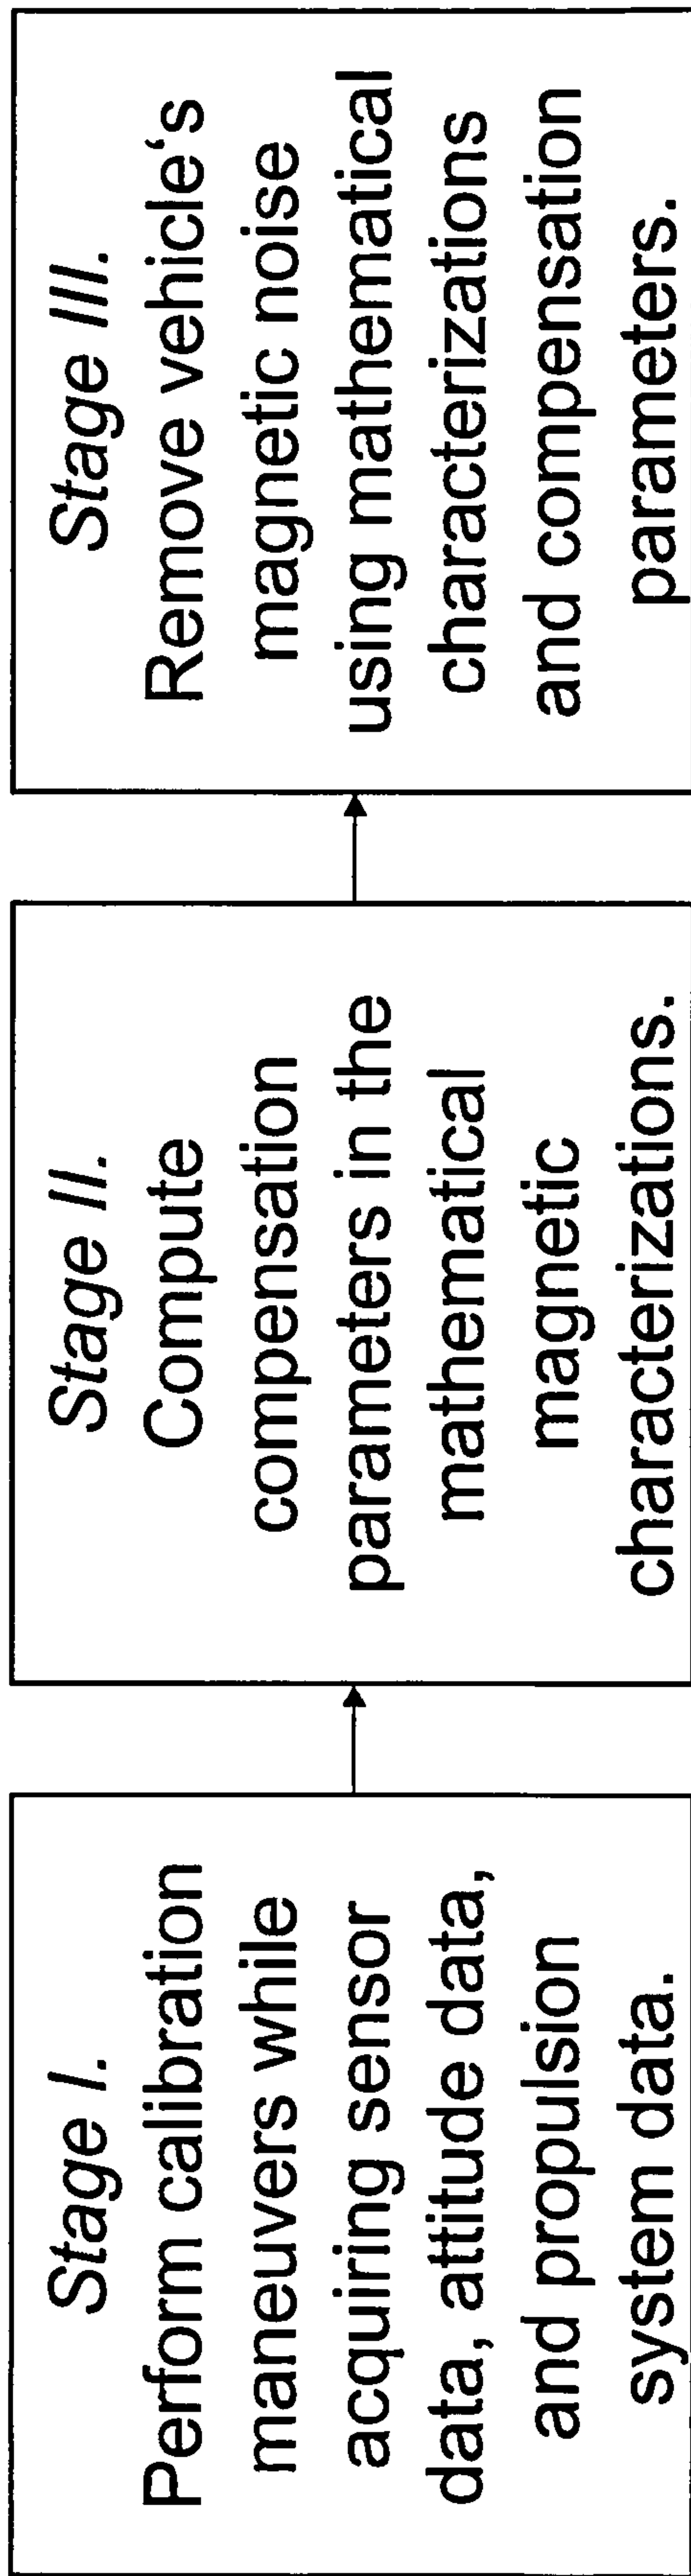 Stage I.
Perform calibration
maneuvers while
acquiring sensor
data, attitude data,
and propulsion
system data.
Stage II.
Compute
compensation
parameters in the
mathematical
magnetic
characterizations.
Stage III.
Remove vehicle‘s
magnetic noise
using mathematical
characterizations
and compensation
parameters.